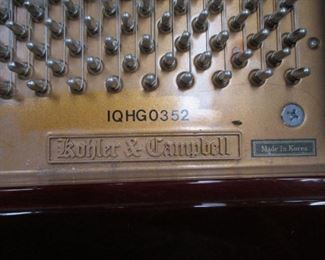 IQHG0352
Kohler & Campbell
Made in Korea